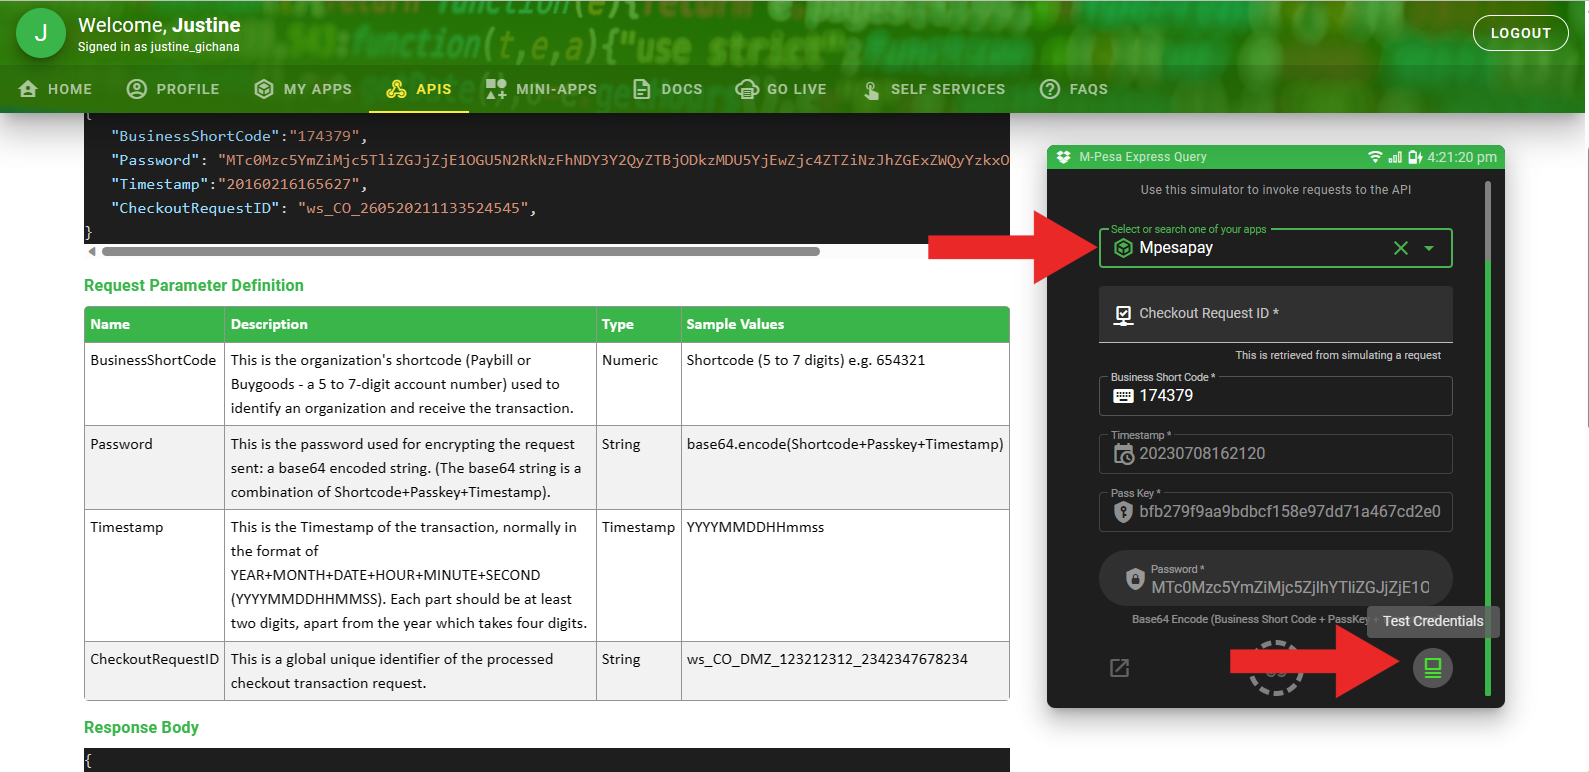 J
Welcome, Justine
Signed in as justine_gichana
LOGOUT
HOME
PROFILE
MY APPS
APIS
MINI-APPS
DOCS
GO LIVE
SELF SERVICES
FAQS
{
"BusinessShortCode":"174379",
"Password": "MTc0Mzc5YmZiMjc5TliZGJjZjE1OGU5N2RkNzFhNDY3Y2QyZTBjODkzMDU5YjEwZjc4ZTZiNzJhZGExZWQyYzkxO
"Timestamp":"20160216165627",
"CheckoutRequestID": "ws_CO_260520211133524545",
}
Request Parameter Definition
Name Description Type Sample Values
BusinessShortCode This is the organization's shortcode (Paybill or Numeric Shortcode (5 to 7 digits) e.g. 654321
Buygoods - a 5 to 7-digit account number) used to
identify an organization and receive the transaction.
Password This is the password used for encrypting the request String base64.encode(Shortcode+Passkey+Timestamp)
sent: a base64 encoded string. (The base64 string is a
combination of Shortcode+Passkey+Timestamp).
Timestamp This is the Timestamp of the transaction, normally in Timestamp YYYYMMDDHHmmss
the format of
YEAR+MONTH+DATE+HOUR+MINUTE+SECOND
(YYYYMMDDHHMMSS). Each part should be at least
two digits, apart from the year which takes four digits.
CheckoutRequestID This is a global unique identifier of the processed String ws_CO_DMZ_123212312_2342347678234
checkout transaction request.
Response Body
{
M-Pesa Express Query
4:21:20 pm
Use this simulator to invoke requests to the API
Select or search one of your apps
Mpesapay
Checkout Request ID *
This is retrieved from simulating a request
Business Short Code *
174379
Timestamp *
20230708162120
Pass Key *
bfb279f9aa9bdbcf158e97dd71a467cd2e0
Password *
MTc0Mzc5YmZiMjc5ZjlhYTliZGJjZjE1O
Base64 Encode (Business Short Code + PassKey
Test Credentials